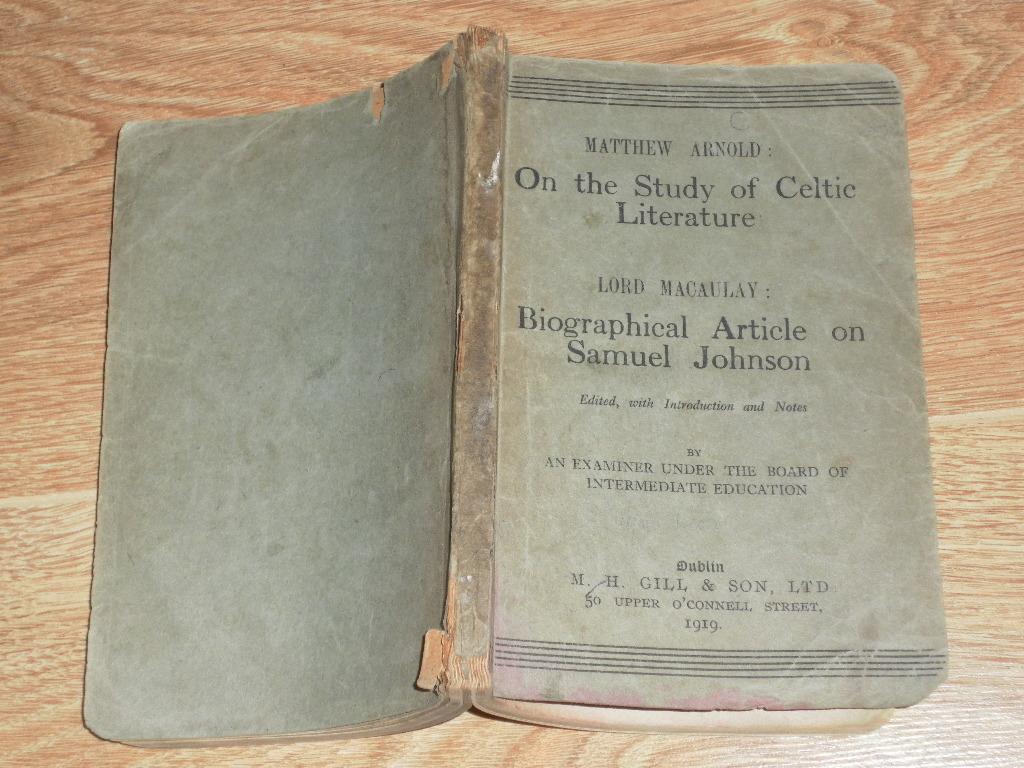 MATTHEW ARNOLD:
On the Study of Celtic
Literature
LORD MACAULAY:
Biographical Article on
Samuel Johnson
Edited, with Introduction and Notes
BY
AN EXAMINER UNDER THE BOARD OF
INTERMEDIATE EDUCATION
Dublin
M. H. GILL & SON, LTD
50 UPPER O'CONNELL STREET,
1919.